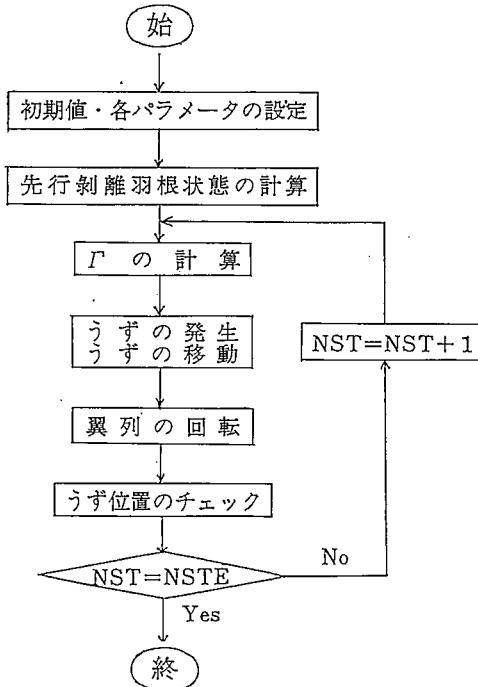 始
初期値・各パラメータの設定
先行剝離羽根状態の計算
Γ の 計 算
う ず の 発 生
う ず の 移 動
NST=NST+1
翼 列 の 回 転
うず位置のチェック
NST=NSTE
No
Yes
終